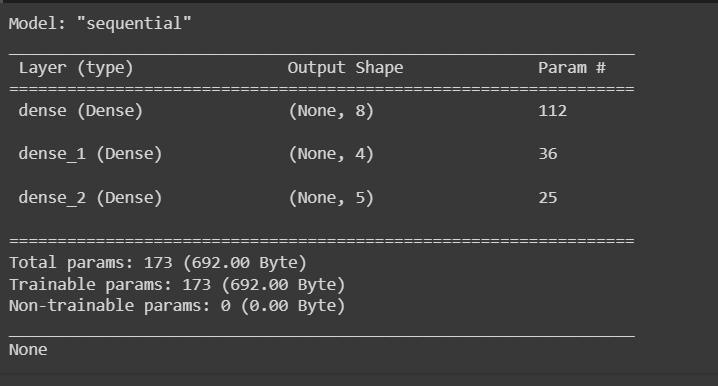 Model: "sequential"
_________________________________________________________________
Layer (type) Output Shape Param #
=================================================================
dense (Dense) (None, 8) 112
dense_1 (Dense) (None, 4) 36
dense_2 (Dense) (None, 5) 25
=================================================================
Total params: 173 (692.00 Byte)
Trainable params: 173 (692.00 Byte)
Non-trainable params: 0 (0.00 Byte)
_________________________________________________________________
None